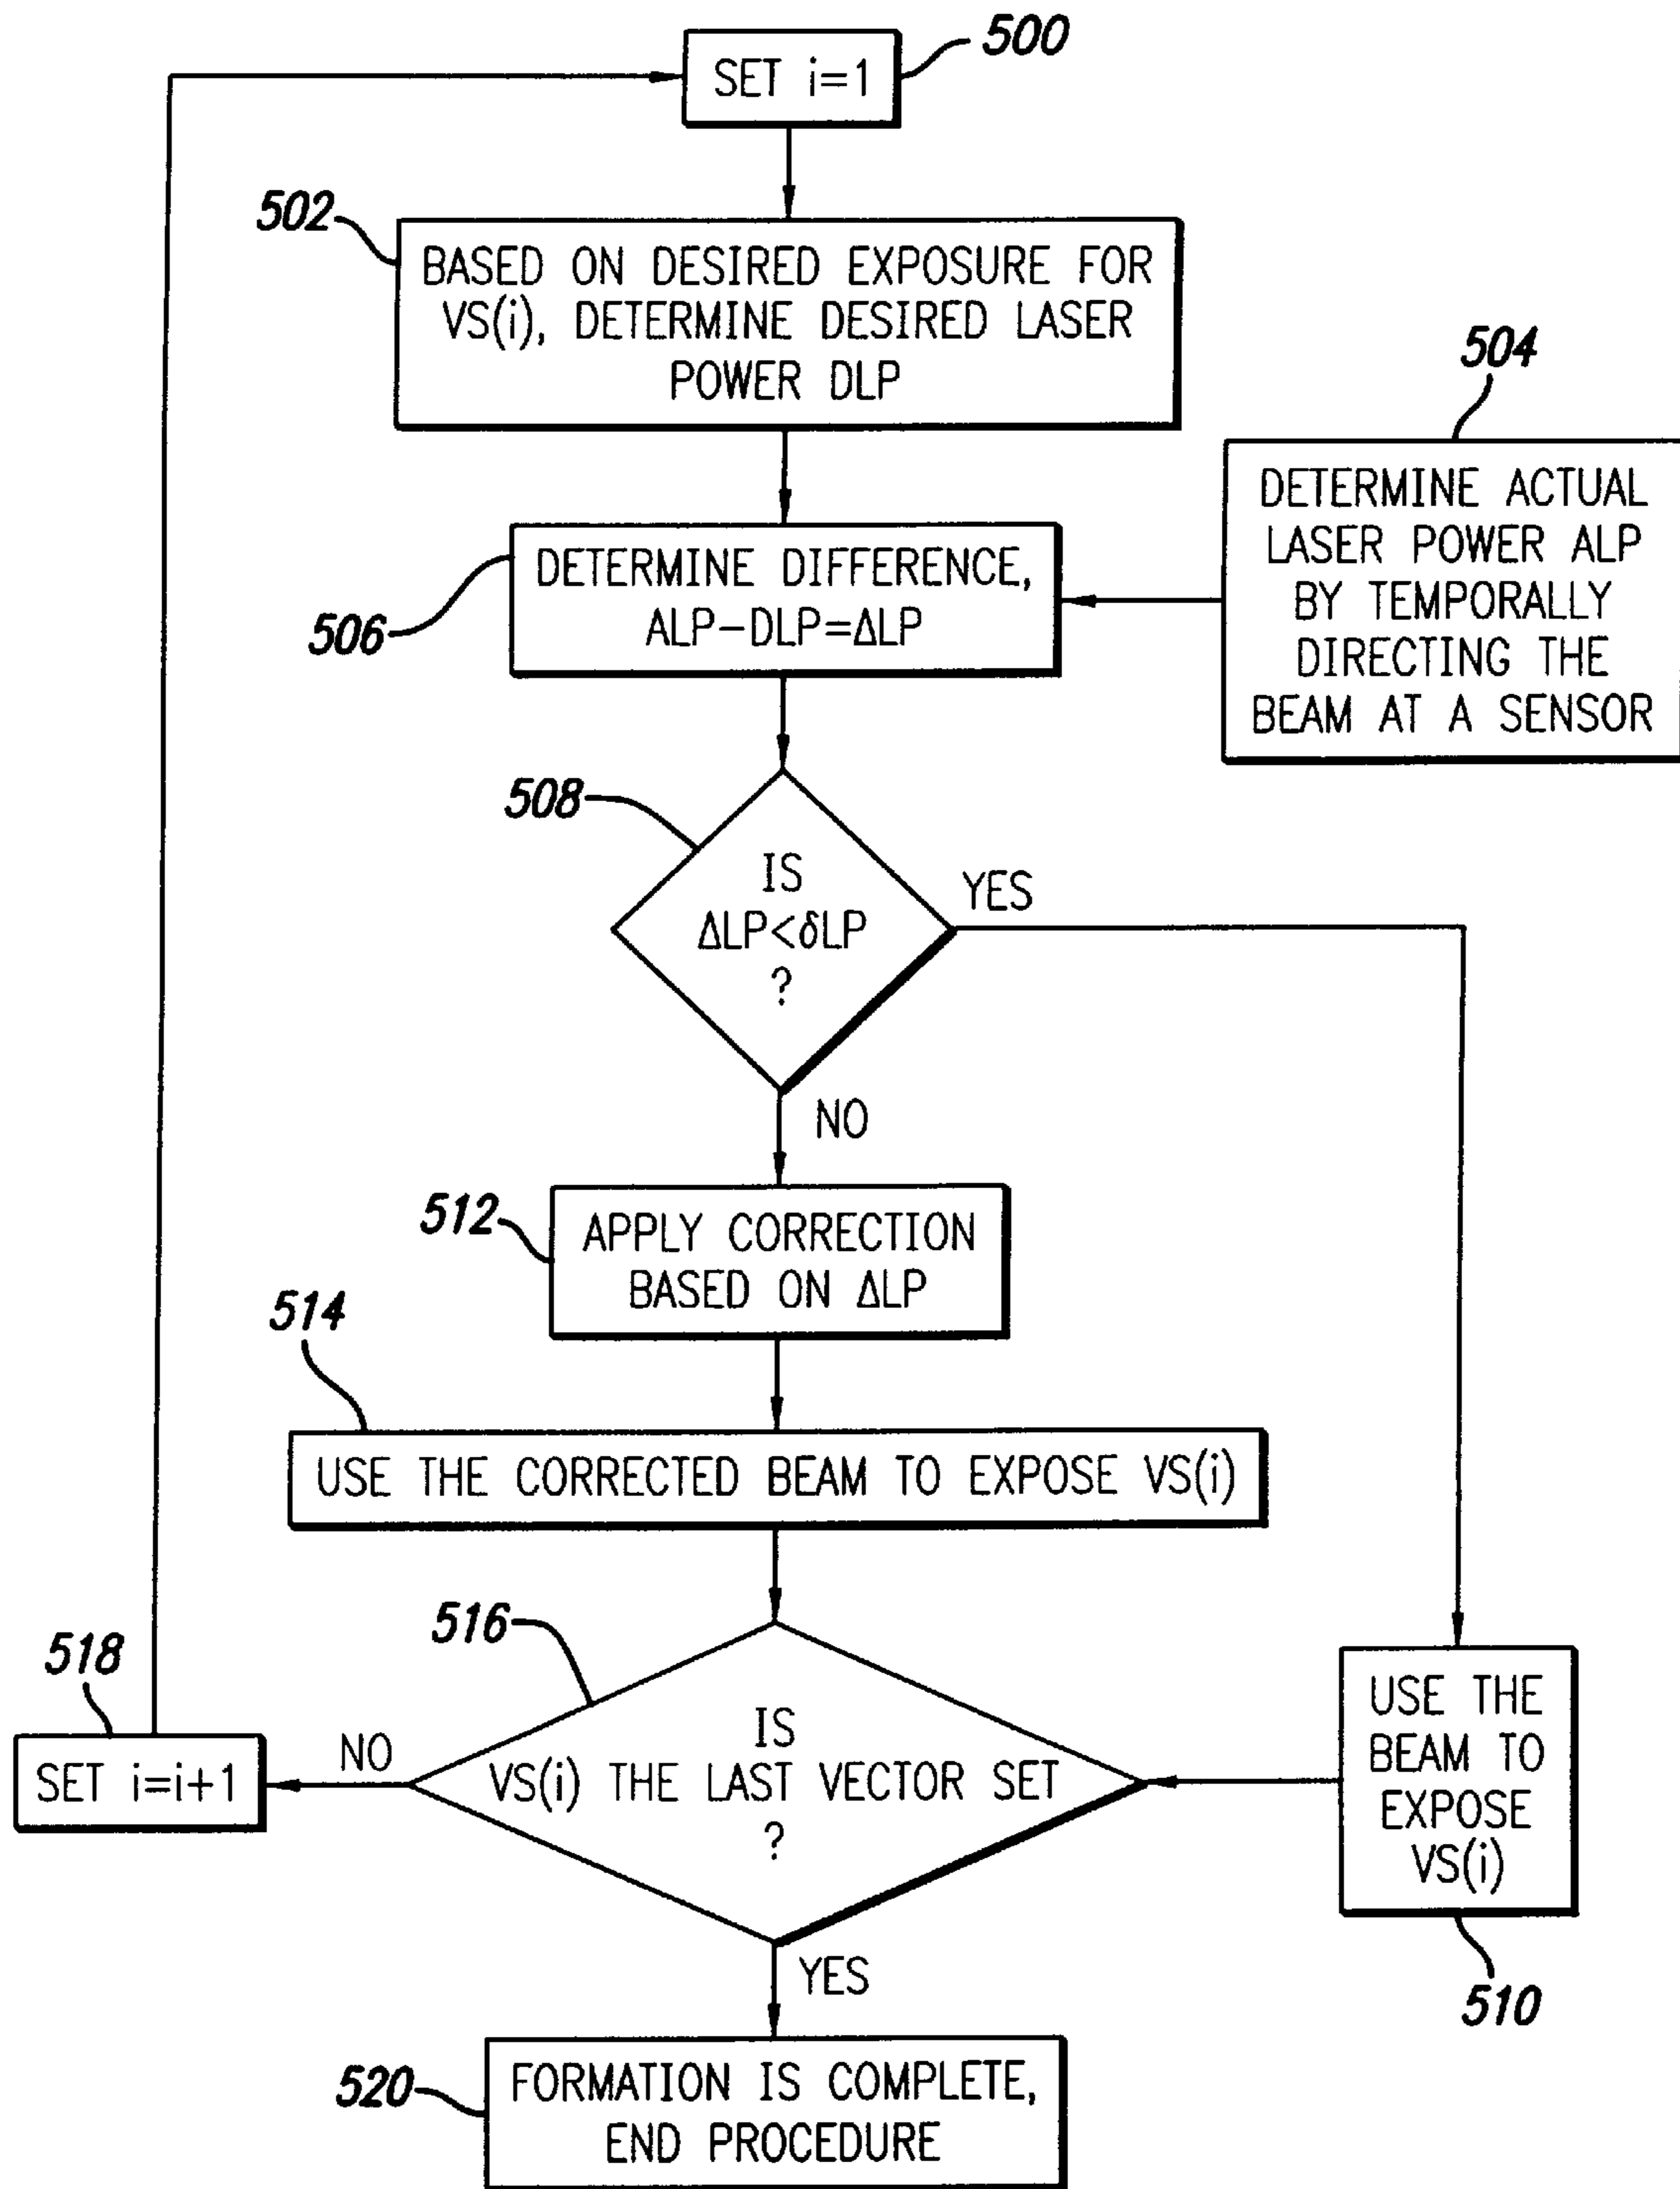 500
SET i=1
502
BASED ON DESIRED EXPOSURE FOR
VS(i), DETERMINE DESIRED LASER
POWER DLP
504
DETERMINE ACTUAL
LASER POWER ALP
BY TEMPORALLY
DIRECTING THE
BEAM AT A SENSOR
506
DETERMINE DIFFERENCE,
ALP-DLP=ΔLP
508
IS
ΔLP<δLP
?
YES
NO
512
APPLY CORRECTION
BASED ON ΔLP
514
USE THE CORRECTED BEAM TO EXPOSE VS(i)
516
IS
VS(i) THE LAST VECTOR SET
?
518
NO
SET i=i+1
USE THE
BEAM TO
EXPOSE
VS(i)
510
YES
520
FORMATION IS COMPLETE,
END PROCEDURE